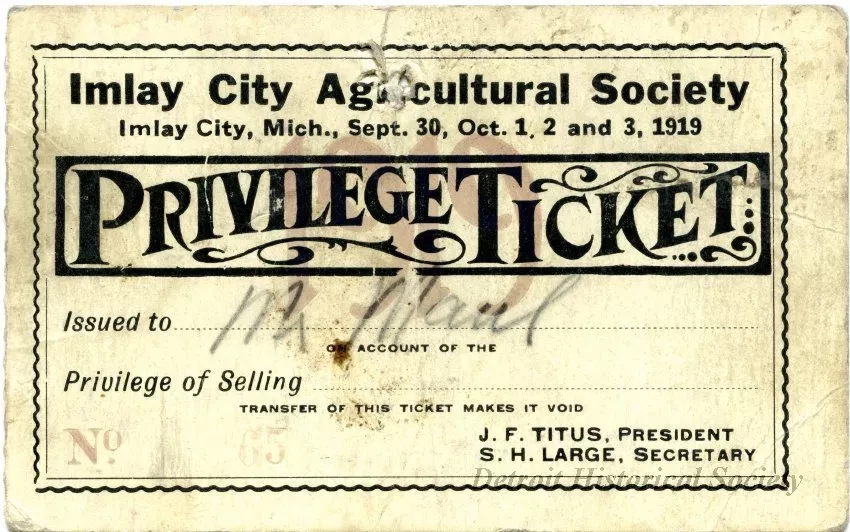 Imlay City Agricultural Society
Imlay City, Mich., Sept. 30, Oct. 1, 2 and 3, 1919
1919
PRIVILEGE TICKET
Issued to
ON ACCOUNT OF THE
Privilege of Selling
TRANSFER OF THIS TICKET MAKES IT VOID
No. 65
J. F. TITUS, PRESIDENT
S. H. LARGE, SECRETARY
Detroit Historical Society